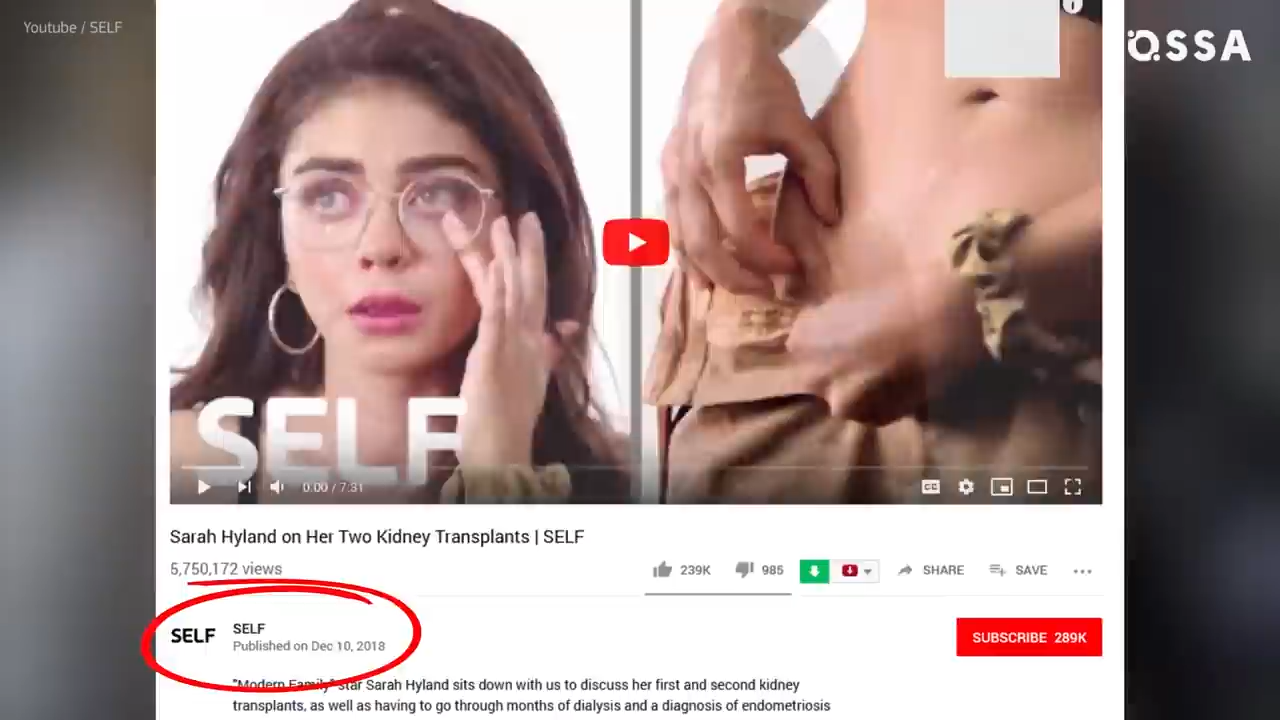 Youtube / SELF
OSSA
SELF
0:00 / 7:31
CC
Sarah Hyland on Her Two Kidney Transplants | SELF
5,750,172 views
239K
985
SHARE
SAVE
SELF
SELF
Published on Dec 10, 2018
SUBSCRIBE 289K
"Modern Family" star Sarah Hyland sits down with us to discuss her first and second kidney
transplants, as well as having to go through months of dialysis and a diagnosis of endometriosis